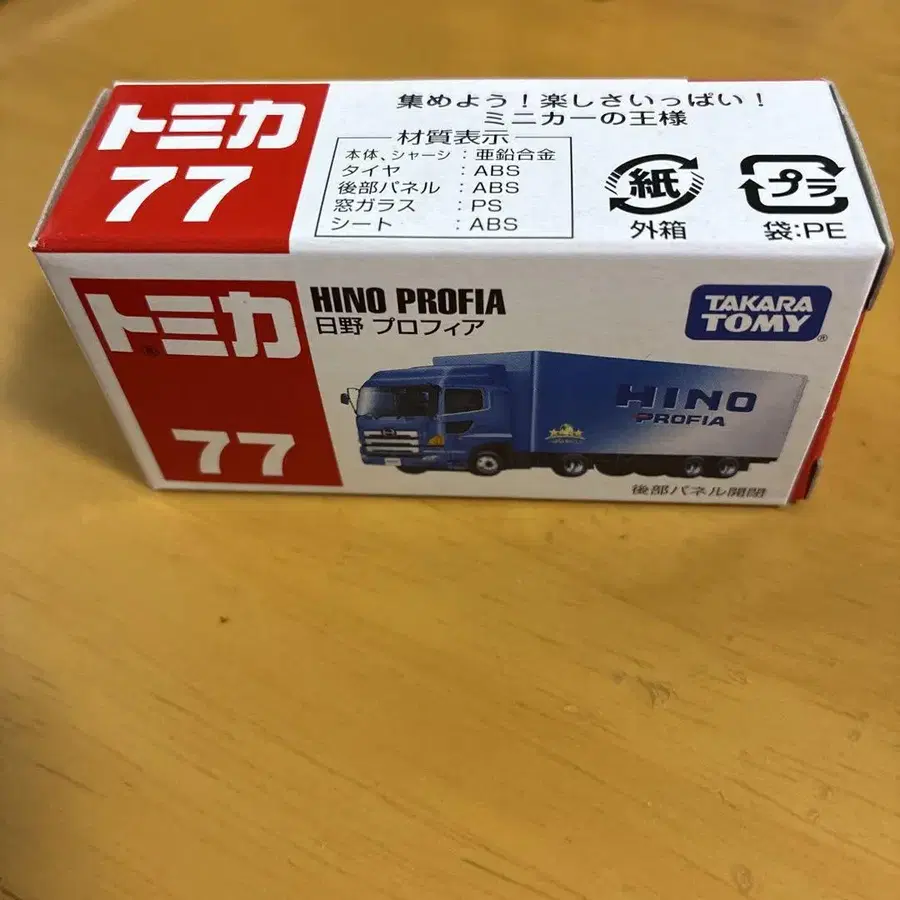 トミカ
77
集めよう！楽しさいっぱい！
ミニカーの王様
材質表示
本体、シャーシ：亜鉛合金
タイヤ：ABS
後部パネル：ABS
窓ガラス：PS
シート：ABS
紙
外箱
プラ
袋:PE
トミカ®
77
HINO PROFIA
日野 プロフィア
TAKARA
TOMY®
HINO
PROFIA
後部パネル開閉